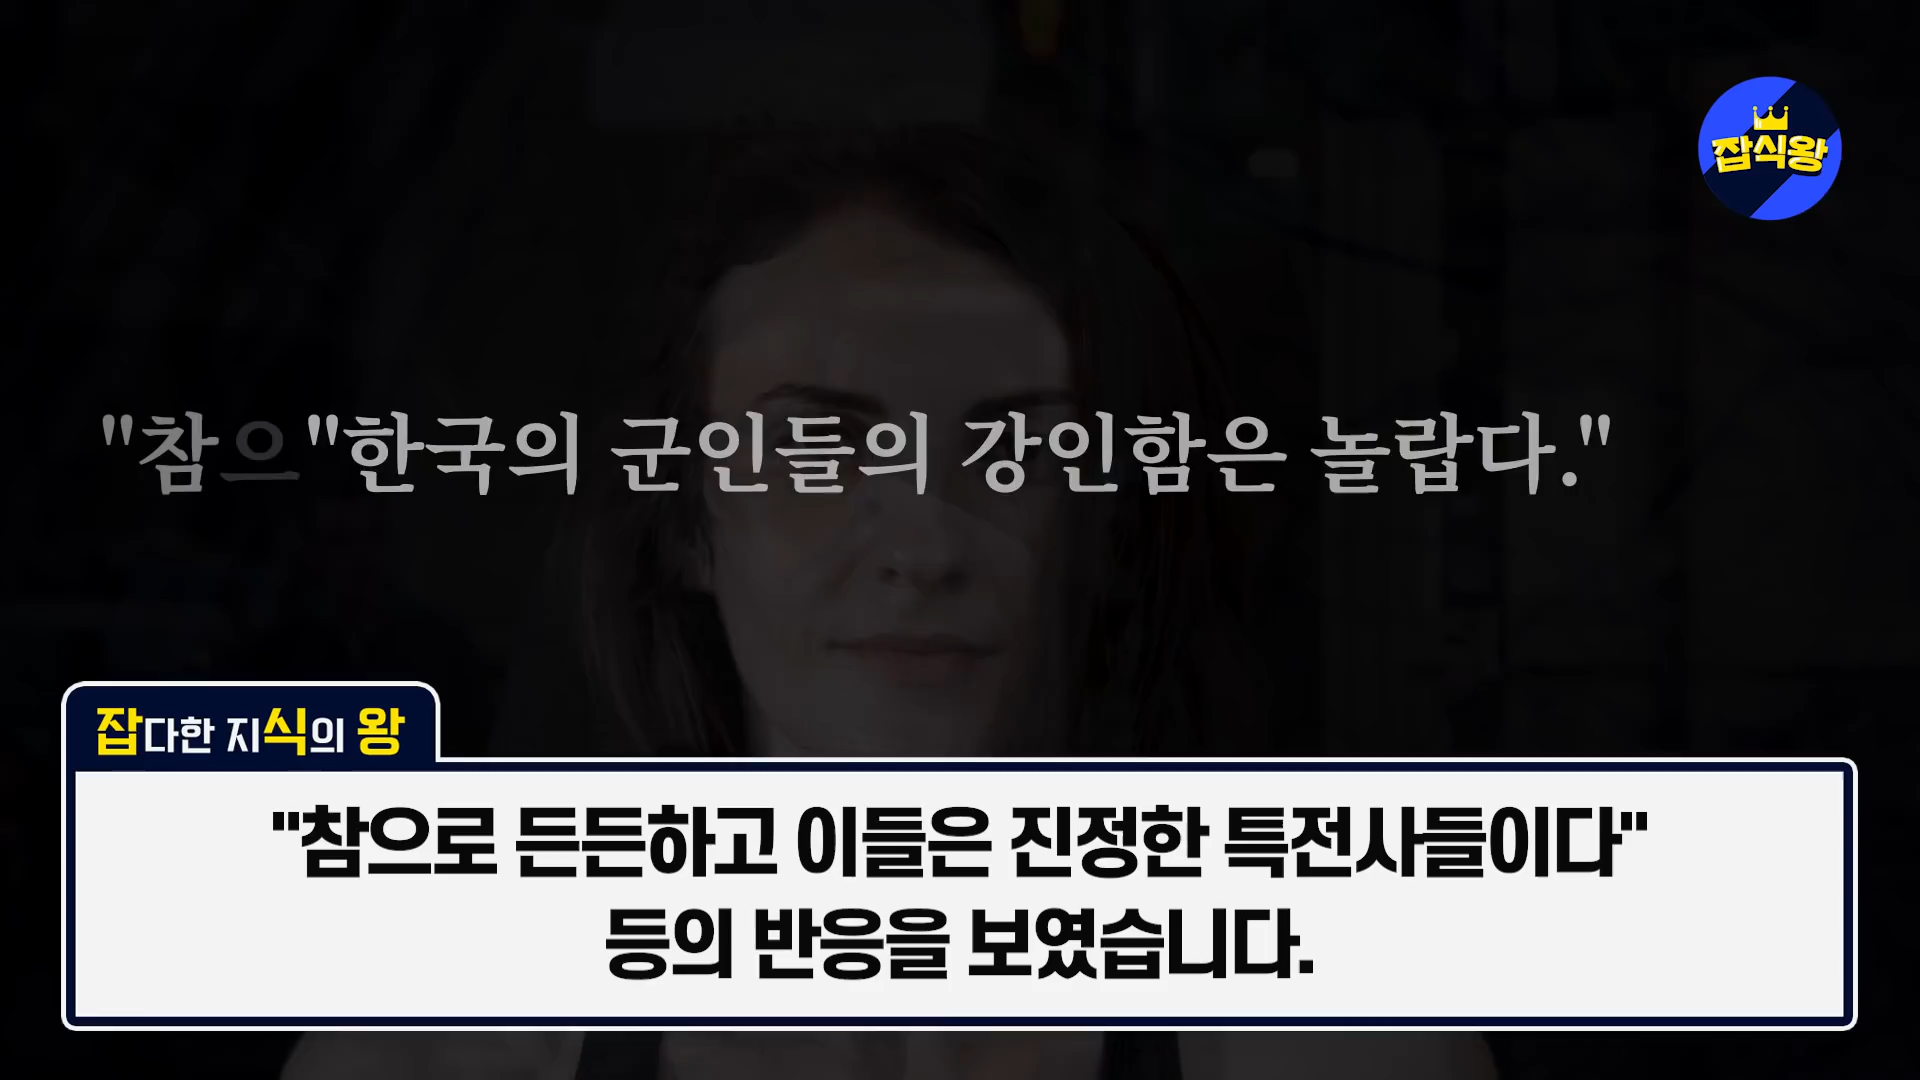 잡식왕
"참으"한국의 군인들의 강인함은 놀랍다."
잡다한 지식의 왕
"참으로 든든하고 이들은 진정한 특전사들이다"
등의 반응을 보였습니다.